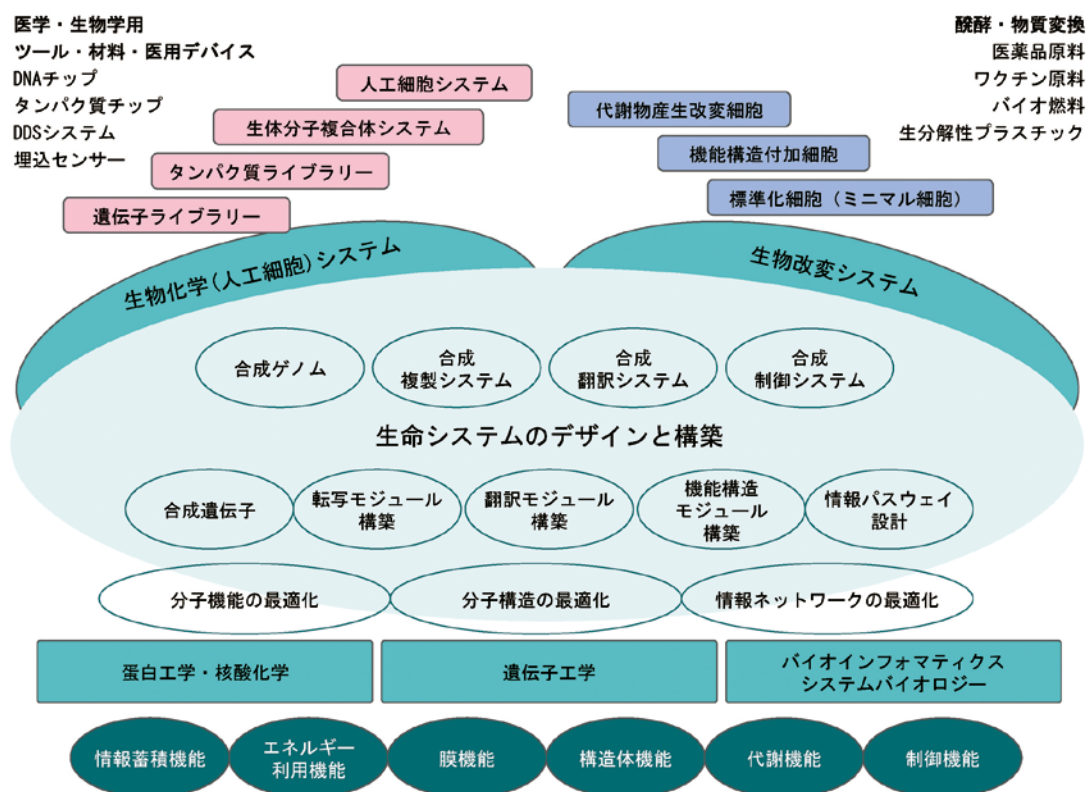 医学・生物学用
ツール・材料・医用デバイス
DNAチップ
タンパク質チップ
DDSシステム
埋込センサー
醗酵・物質変換
医薬品原料
ワクチン原料
バイオ燃料
生分解性プラスチック
人工細胞システム
生体分子複合体システム
タンパク質ライブラリー
遺伝子ライブラリー
代謝物産生改変細胞
機能構造付加細胞
標準化細胞（ミニマル細胞）
生物化学(人工細胞)システム
生物改変システム
合成ゲノム
合成
複製システム
合成
翻訳システム
合成
制御システム
生命システムのデザインと構築
合成遺伝子
転写モジュール
構築
翻訳モジュール
構築
機能構造
モジュール
構築
情報パスウェイ
設計
分子機能の最適化
分子構造の最適化
情報ネットワークの最適化
蛋白工学・核酸化学
遺伝子工学
バイオインフォマティクス
システムバイオロジー
情報蓄積機能
エネルギー
利用機能
膜機能
構造体機能
代謝機能
制御機能